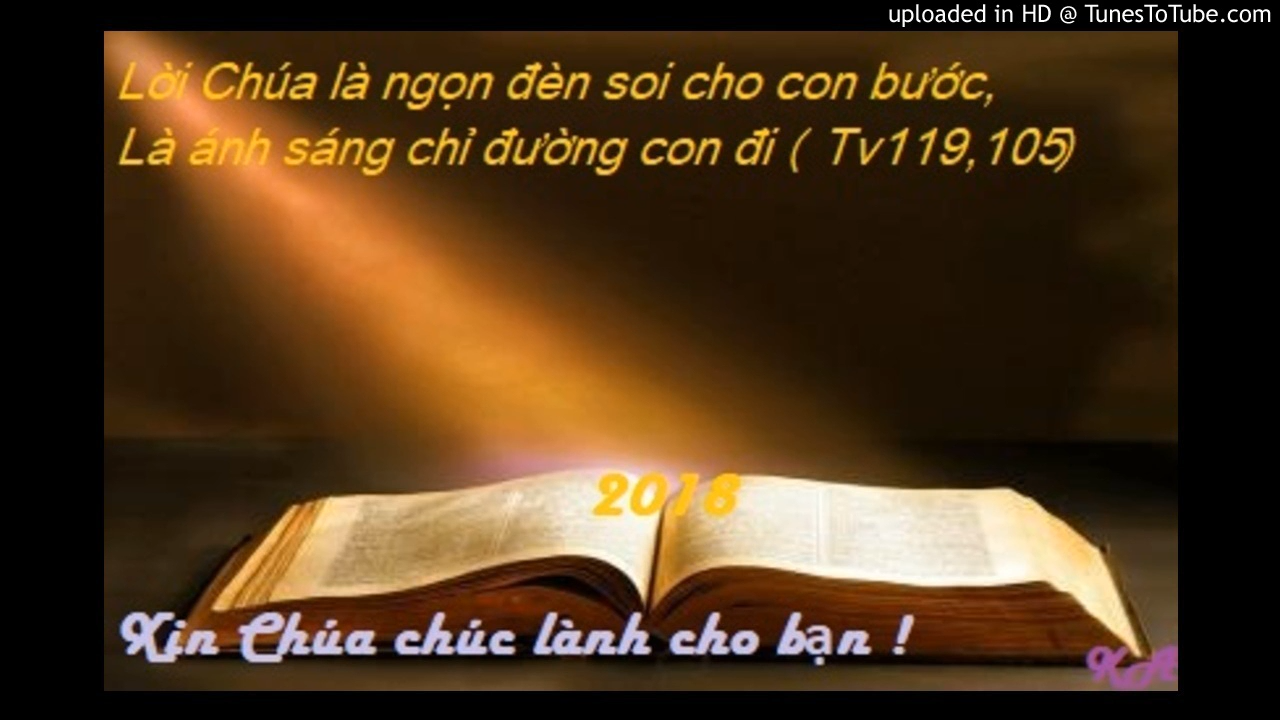 uploaded in HD @ TunesToTube.com
Lời Chúa là ngọn đèn soi cho con bước,
Là ánh sáng chỉ đường con đi ( Tv119,105)
2018
Xin Chúa chúc lành cho bạn !
KA